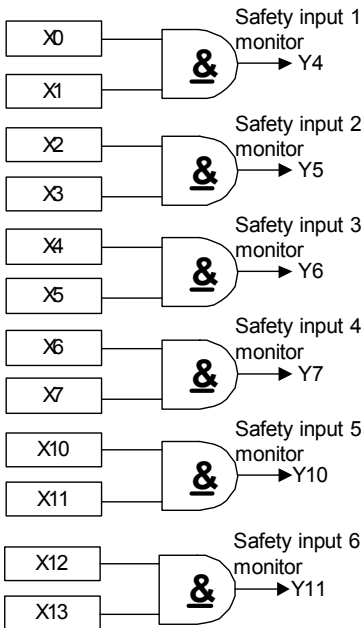 Safety input 1
X0
monitor
&
Y4
X1
Safety input 2
X2
monitor
&
Y5
X3
Safety input 3
X4
monitor
&
Y6
X5
Safety input 4
X6
monitor
&
Y7
X7
Safety input 5
X10
monitor
&
Y10
X11
Safety input 6
X12
monitor
&
Y11
X13